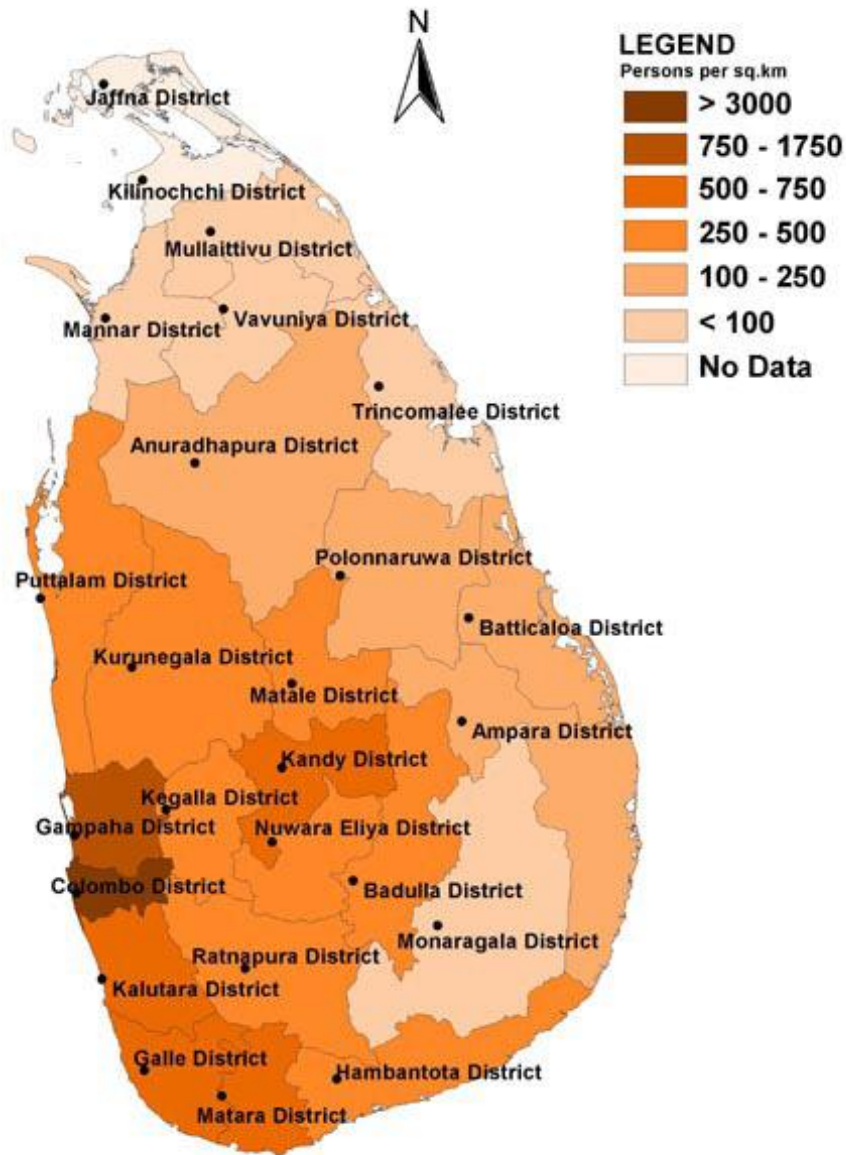 N
LEGEND
Persons per sq.km
> 3000
750 - 1750
500 - 750
250 - 500
100 - 250
< 100
No Data
Jaffna District
Kilinochchi District
Mullaittivu District
Mannar District
Vavuniya District
Trincomalee District
Anuradhapura District
Polonnaruwa District
Puttalam District
Batticaloa District
Kurunegala District
Matale District
Ampara District
Kandy District
Kegalla District
Gampaha District
Nuwara Eliya District
Colombo District
Badulla District
Monaragala District
Ratnapura District
Kalutara District
Galle District
Hambantota District
Matara District